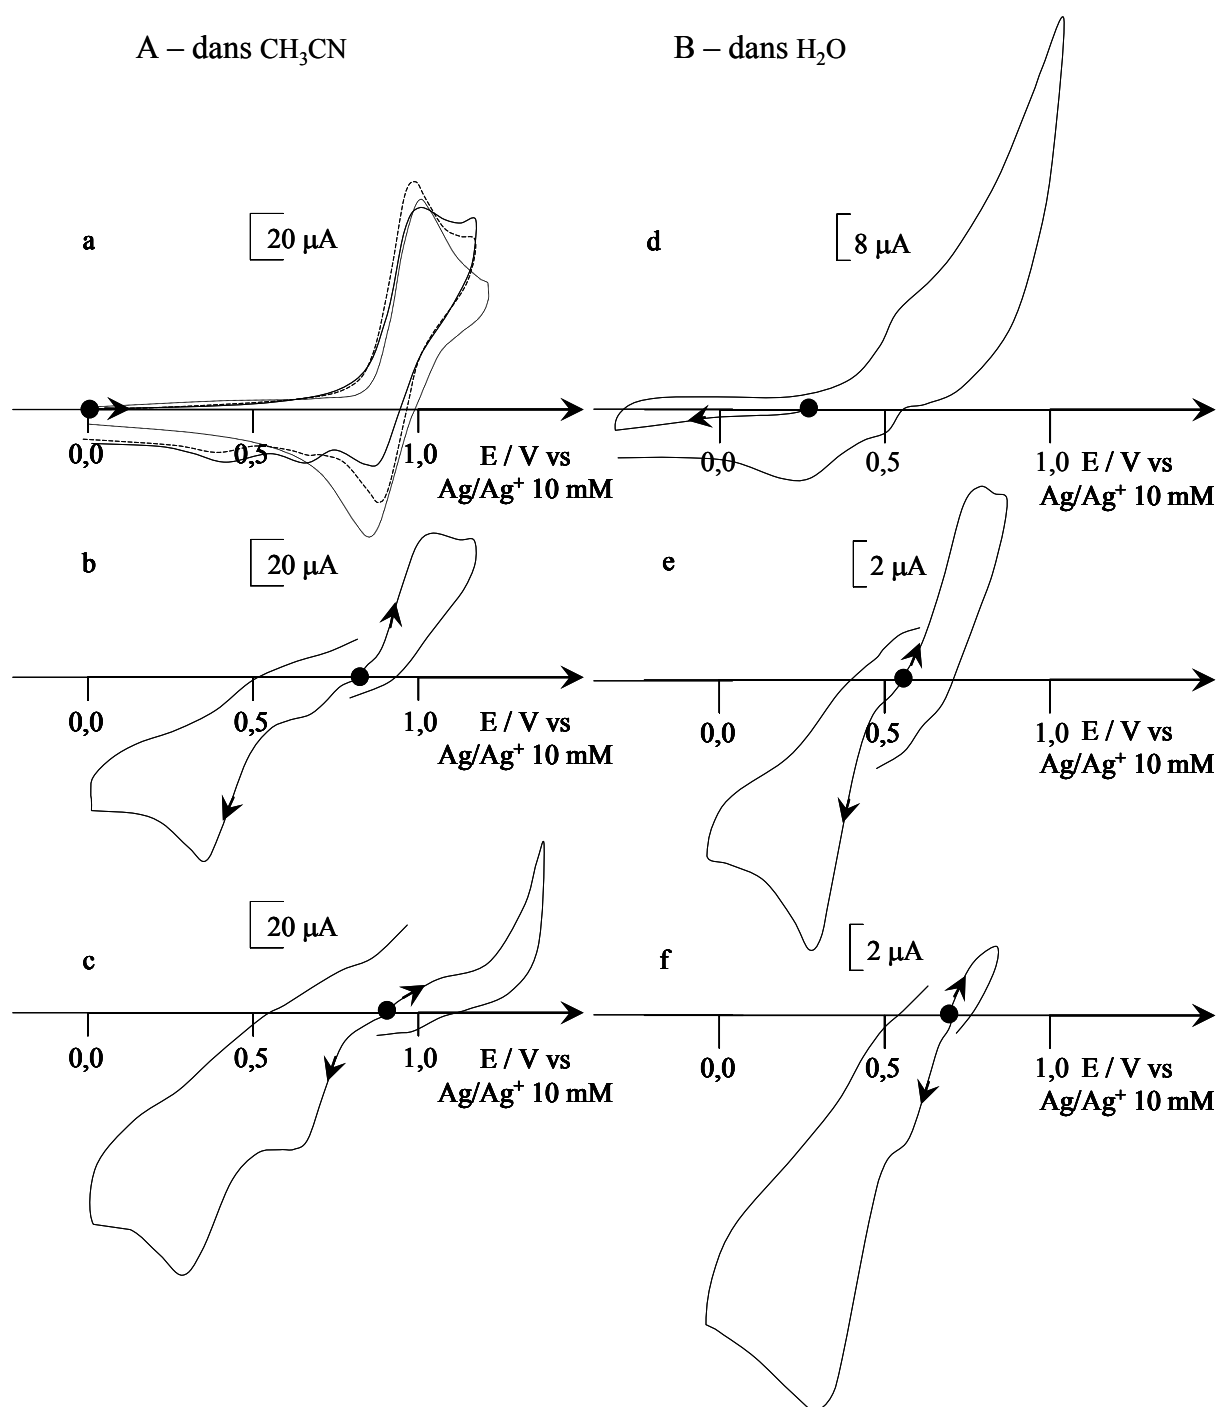 A – dans CH₃CN
B – dans H₂O
a
20 µA
0,0
0,5
1,0
E / V vs
Ag/Ag⁺ 10 mM
d
8 µA
0,0
0,5
1,0
E / V vs
Ag/Ag⁺ 10 mM
b
20 µA
0,0
0,5
1,0
E / V vs
Ag/Ag⁺ 10 mM
e
2 µA
0,0
0,5
1,0
E / V vs
Ag/Ag⁺ 10 mM
c
20 µA
0,0
0,5
1,0
E / V vs
Ag/Ag⁺ 10 mM
f
2 µA
0,0
0,5
1,0
E / V vs
Ag/Ag⁺ 10 mM